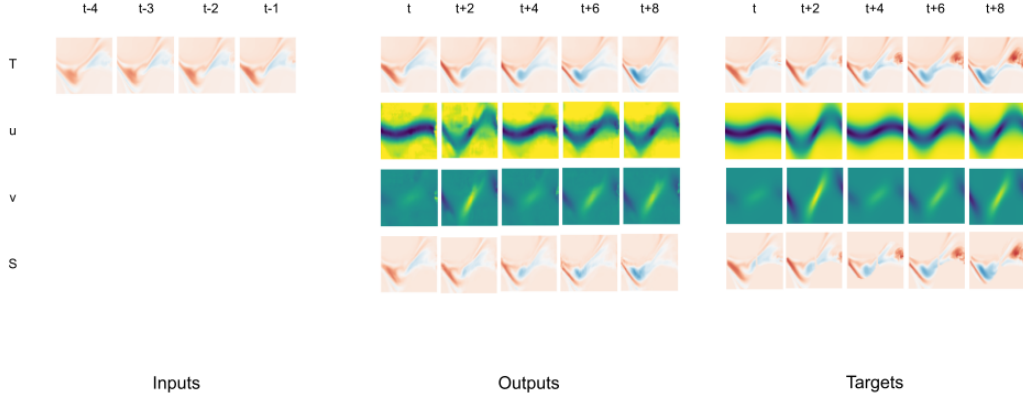 t-4 t-3 t-2 t-1 t t+2 t+4 t+6 t+8 t t+2 t+4 t+6 t+8
T
u
v
S
Inputs Outputs Targets